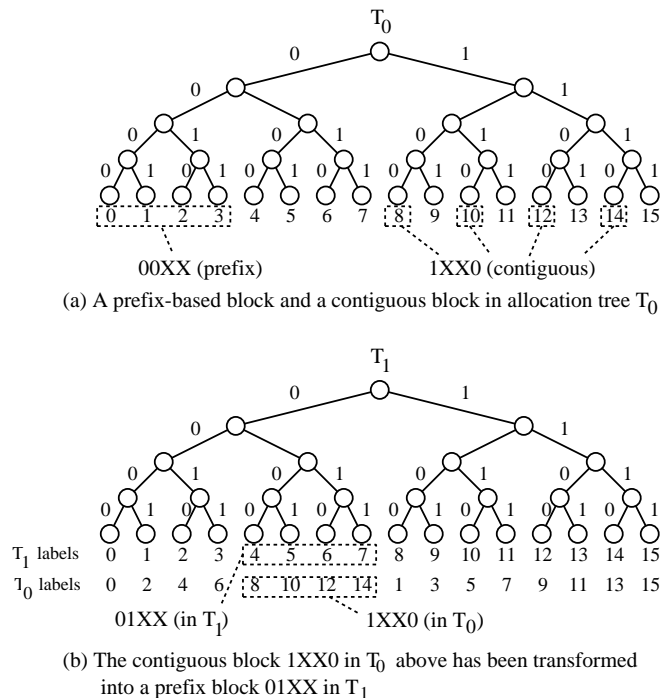 T0
0 1
0 1
0 1 0 1
0 1 0 1 0 1 0 1
0 1 2 3 4 5 6 7 8 9 10 11 12 13 14 15
00XX (prefix) 1XX0 (contiguous)
(a) A prefix-based block and a contiguous block in allocation tree T0
T1
0 1
0 1
0 1 0 1 0 1 0 1
0 1 0 1 0 1 0 1 0 1 0 1 0 1 0 1
T1 labels 0 1 2 3 4 5 6 7 8 9 10 11 12 13 14 15
T0 labels 0 2 4 6 8 10 12 14 1 3 5 7 9 11 13 15
01XX (in T1) 1XX0 (in T0)
(b) The contiguous block 1XX0 in T0 above has been transformed
into a prefix block 01XX in T1